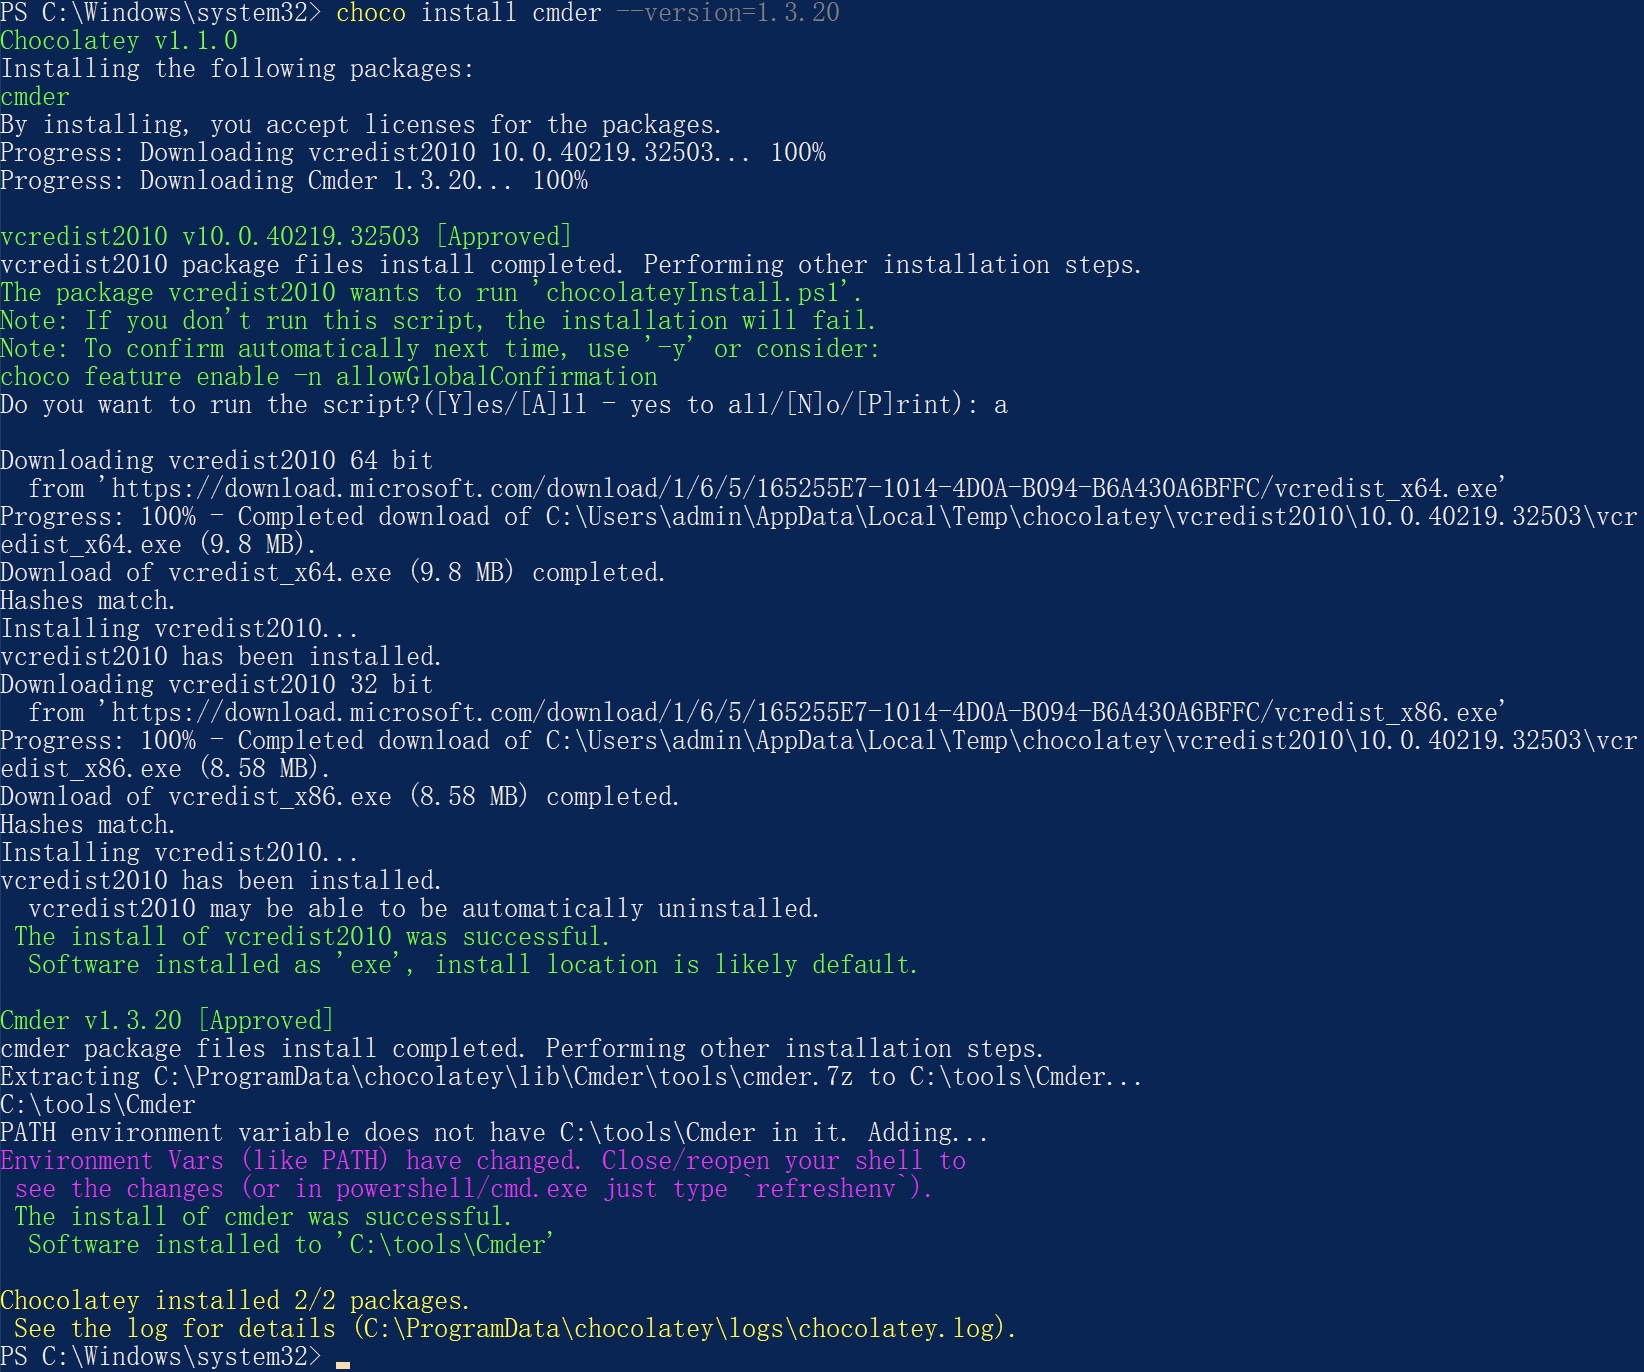 PS C:\Windows\system32> choco install cmder --version=1.3.20
Chocolatey v1.1.0
Installing the following packages:
cmder
By installing, you accept licenses for the packages.
Progress: Downloading vcredist2010 10.0.40219.32503... 100%
Progress: Downloading Cmder 1.3.20... 100%
vcredist2010 v10.0.40219.32503 [Approved]
vcredist2010 package files install completed. Performing other installation steps.
The package vcredist2010 wants to run 'chocolateyInstall.ps1'.
Note: If you don't run this script, the installation will fail.
Note: To confirm automatically next time, use '-y' or consider:
choco feature enable -n allowGlobalConfirmation
Do you want to run the script?([Y]es/[A]ll - yes to all/[N]o/[P]rint): a
Downloading vcredist2010 64 bit
  from 'https://download.microsoft.com/download/1/6/5/165255E7-1014-4D0A-B094-B6A430A6BFFC/vcredist_x64.exe'
Progress: 100% - Completed download of C:\Users\admin\AppData\Local\Temp\chocolatey\vcredist2010\10.0.40219.32503\vcr
edist_x64.exe (9.8 MB).
Download of vcredist_x64.exe (9.8 MB) completed.
Hashes match.
Installing vcredist2010...
vcredist2010 has been installed.
Downloading vcredist2010 32 bit
  from 'https://download.microsoft.com/download/1/6/5/165255E7-1014-4D0A-B094-B6A430A6BFFC/vcredist_x86.exe'
Progress: 100% - Completed download of C:\Users\admin\AppData\Local\Temp\chocolatey\vcredist2010\10.0.40219.32503\vcr
edist_x86.exe (8.58 MB).
Download of vcredist_x86.exe (8.58 MB) completed.
Hashes match.
Installing vcredist2010...
vcredist2010 has been installed.
  vcredist2010 may be able to be automatically uninstalled.
 The install of vcredist2010 was successful.
  Software installed as 'exe', install location is likely default.
Cmder v1.3.20 [Approved]
cmder package files install completed. Performing other installation steps.
Extracting C:\ProgramData\chocolatey\lib\Cmder\tools\cmder.7z to C:\tools\Cmder...
C:\tools\Cmder
PATH environment variable does not have C:\tools\Cmder in it. Adding...
Environment Vars (like PATH) have changed. Close/reopen your shell to
 see the changes (or in powershell/cmd.exe just type `refreshenv`).
 The install of cmder was successful.
  Software installed to 'C:\tools\Cmder'
Chocolatey installed 2/2 packages.
 See the log for details (C:\ProgramData\chocolatey\logs\chocolatey.log).
PS C:\Windows\system32>